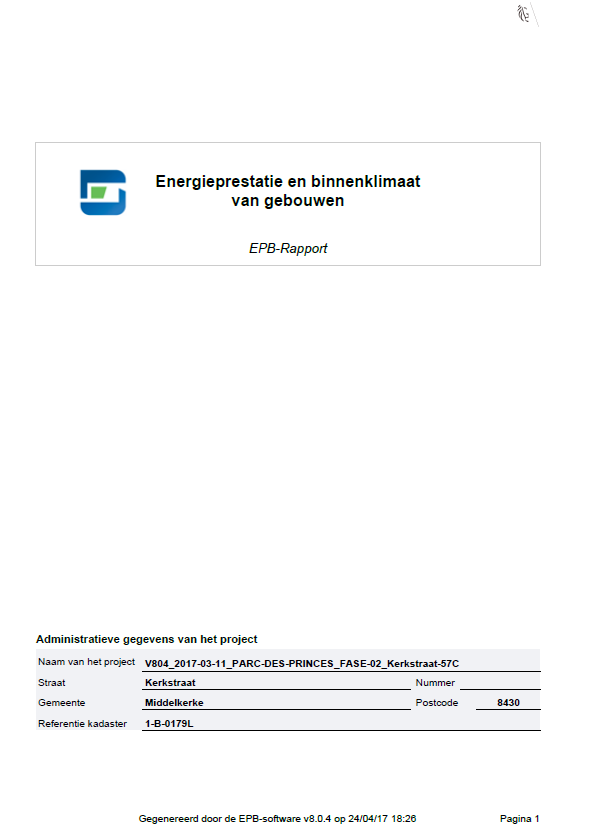 Energieprestatie en binnenklimaat
van gebouwen
EPB-Rapport
Administratieve gegevens van het project
Naam van het project V804_2017-03-11_PARC-DES-PRINCES_FASE-02_Kerkstraat-57C
Straat Kerkstraat Nummer
Gemeente Middelkerke Postcode 8430
Referentie kadaster 1-B-0179L
Gegenereerd door de EPB-software v8.0.4 op 24/04/17 18:26 Pagina 1